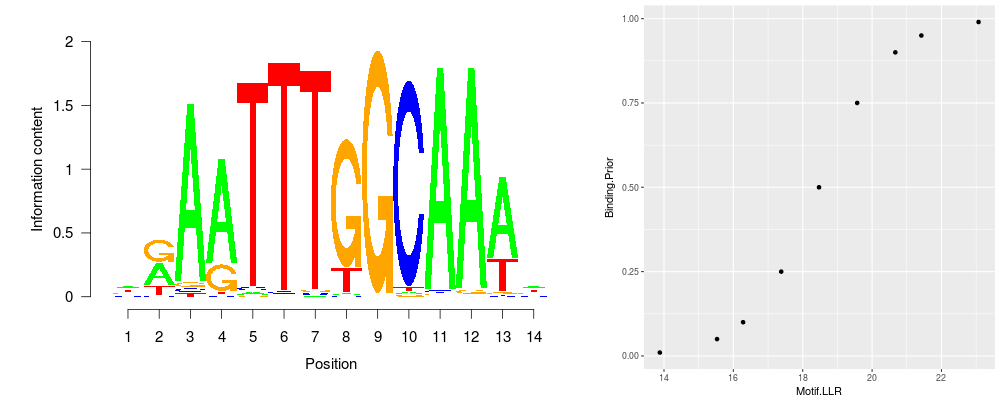 2
1.5
1
0.5
0
Information content
1 2 3 4 5 6 7 8 9 10 11 12 13 14
Position
G
A
A
A
G
T
T
T
G
T
G
C
A
A
A
T
1.00
0.75
0.50
0.25
0.00
Binding.Prior
14 16 18 20 22
Motif.LLR